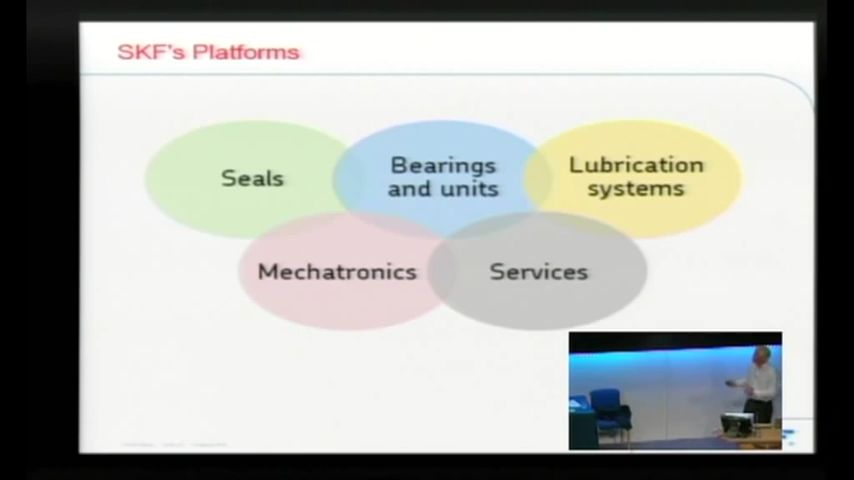 SKF's Platforms
Seals
Bearings
and units
Lubrication
systems
Mechatronics
Services